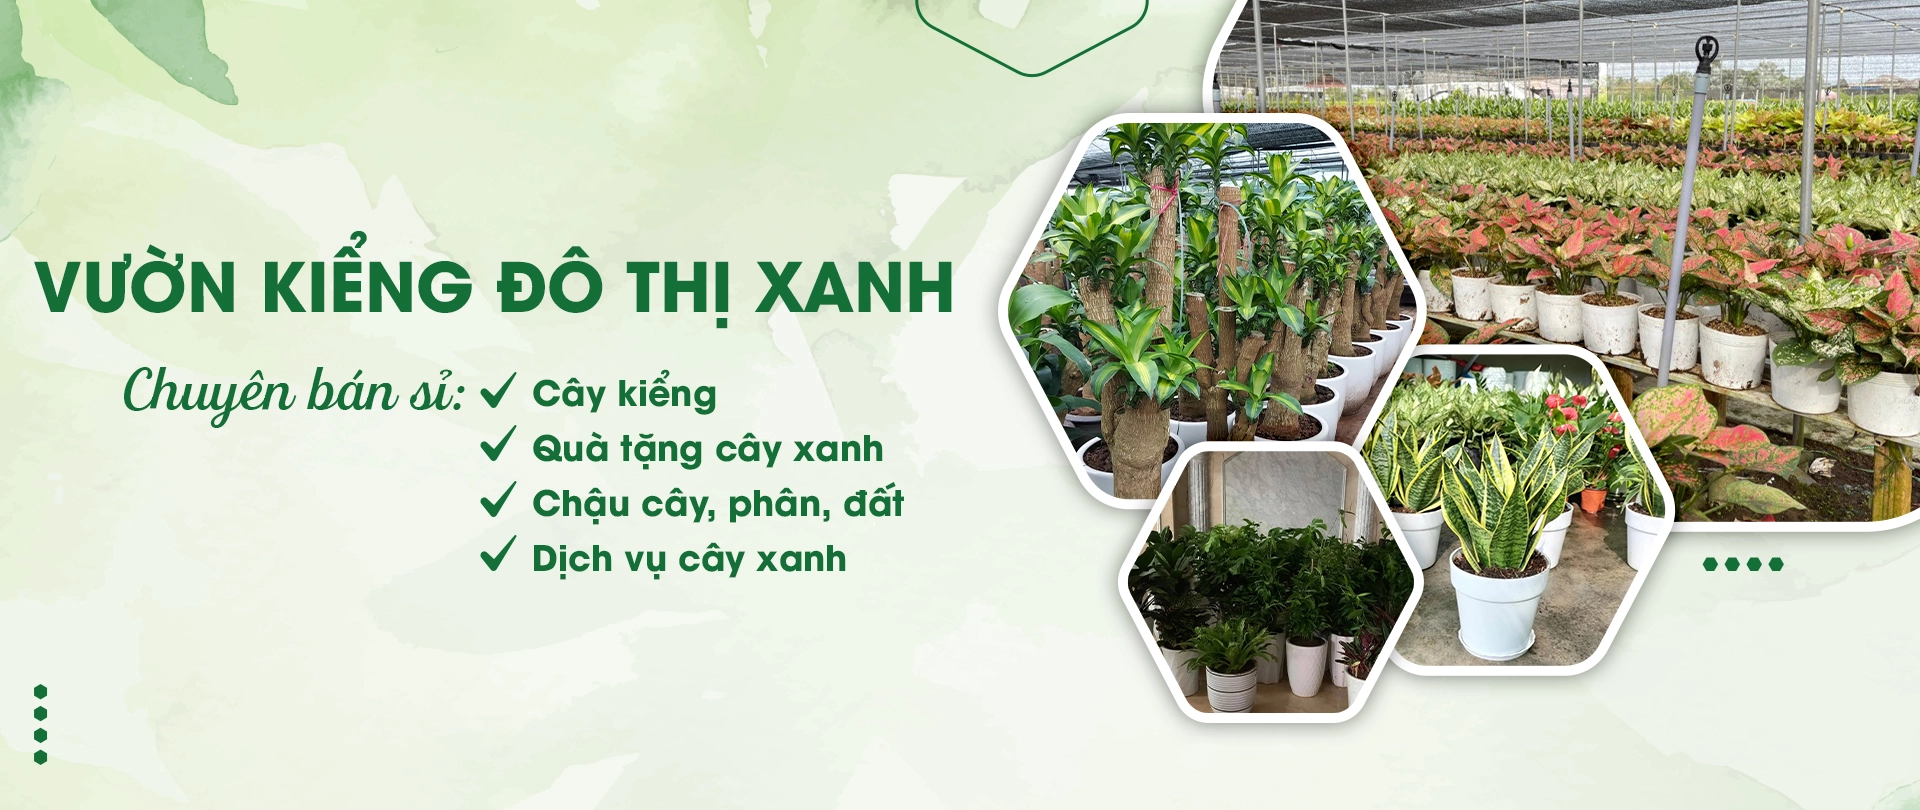 VƯỜN KIỂNG ĐÔ THỊ XANH
Chuyên bán sỉ:
Cây kiểng
Quà tặng cây xanh
Chậu cây, phân, đất
Dịch vụ cây xanh